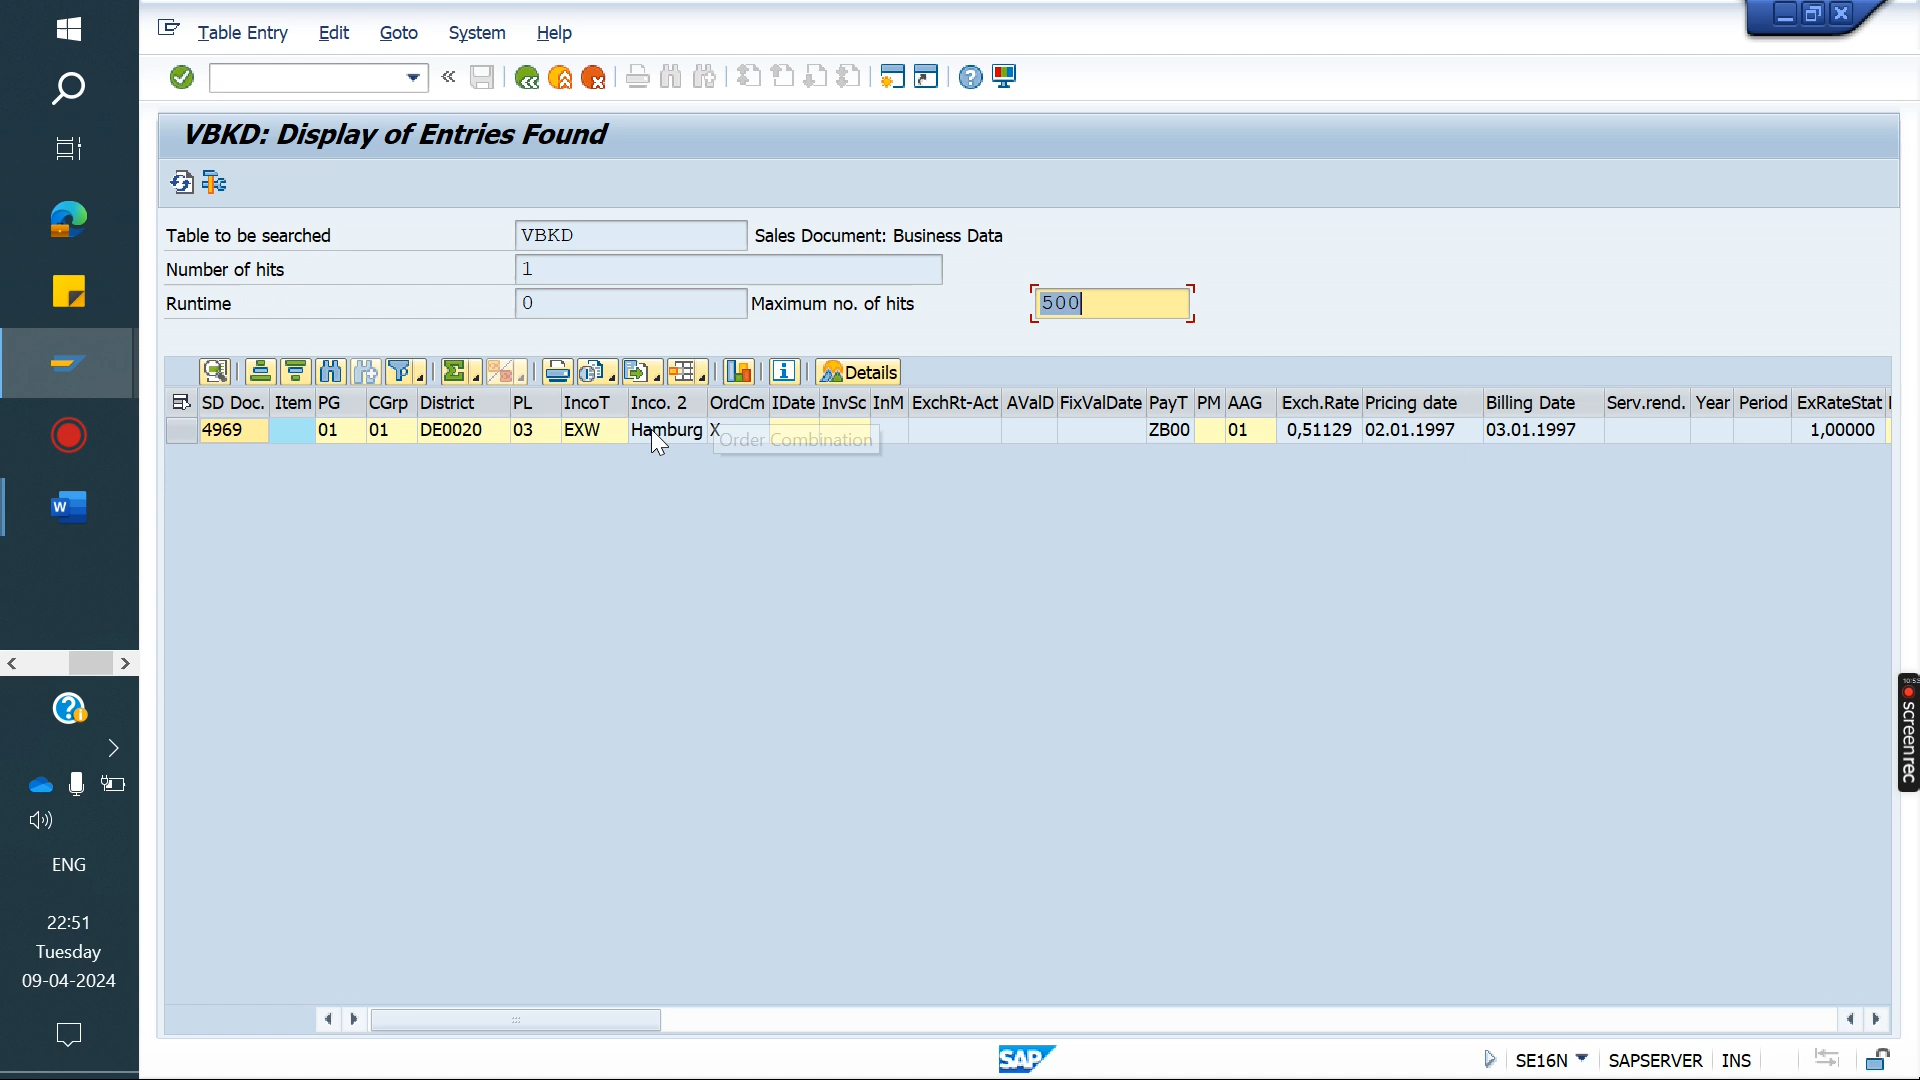 Table Entry Edit Goto System Help
VBKD: Display of Entries Found
Table to be searched VBKD Sales Document: Business Data
Number of hits 1
Runtime 0 Maximum no. of hits 500
Details
SD Doc. Item PG CGrp District PL IncoT Inco. 2 OrdCm IDate InvSc InM ExchRt-Act AValD FixValDate PayT PM AAG Exch.Rate Pricing date Billing Date Serv.rend. Year Period ExRateStat
4969 01 01 DE0020 03 EXW Hamburg X ZB00 01 0,51129 02.01.1997 03.01.1997 1,00000
Order Combination
screenrec
ENG
22:51
Tuesday
09-04-2024
SAP SE16N SAPSERVER INS